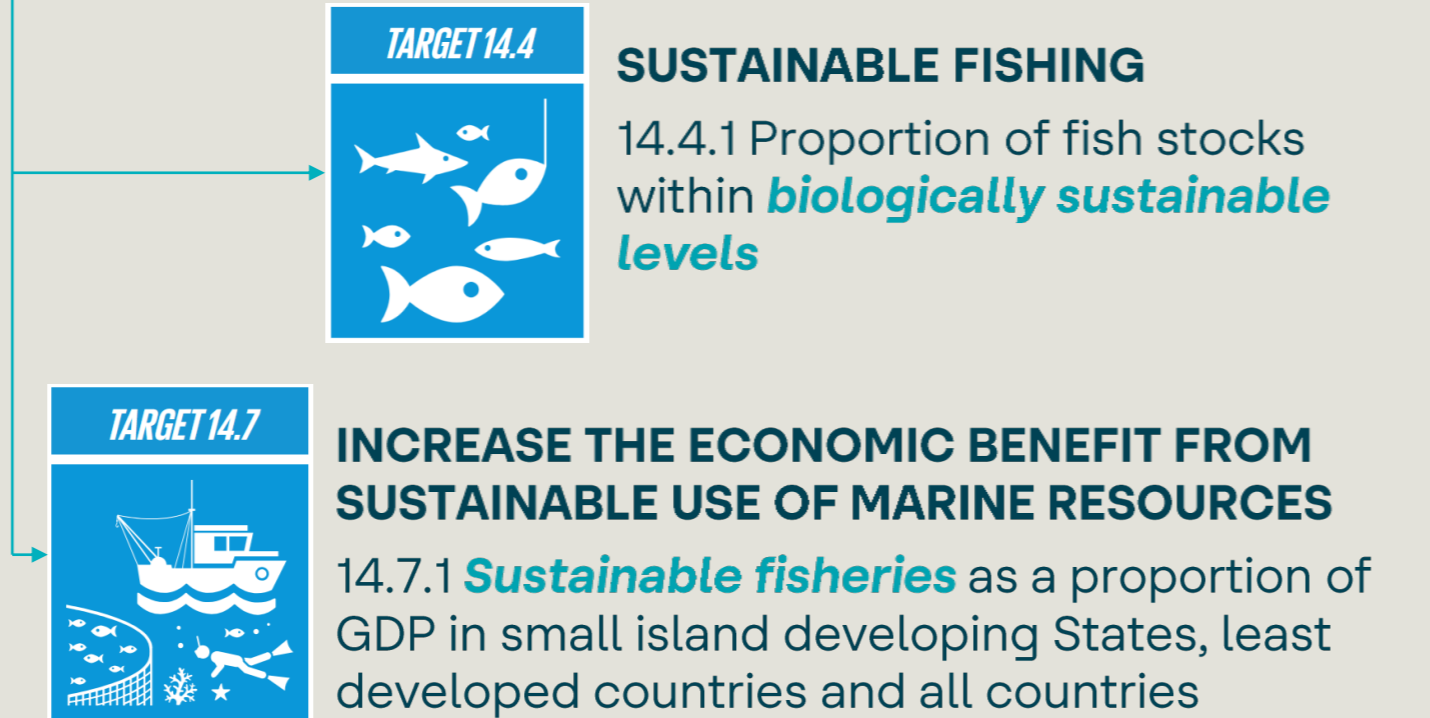 TARGET 14.4
SUSTAINABLE FISHING
14.4.1 Proportion of fish stocks
within biologically sustainable
levels
TARGET 14.7
INCREASE THE ECONOMIC BENEFIT FROM
SUSTAINABLE USE OF MARINE RESOURCES
14.7.1 Sustainable fisheries as a proportion of
GDP in small island developing States, least
developed countries and all countries